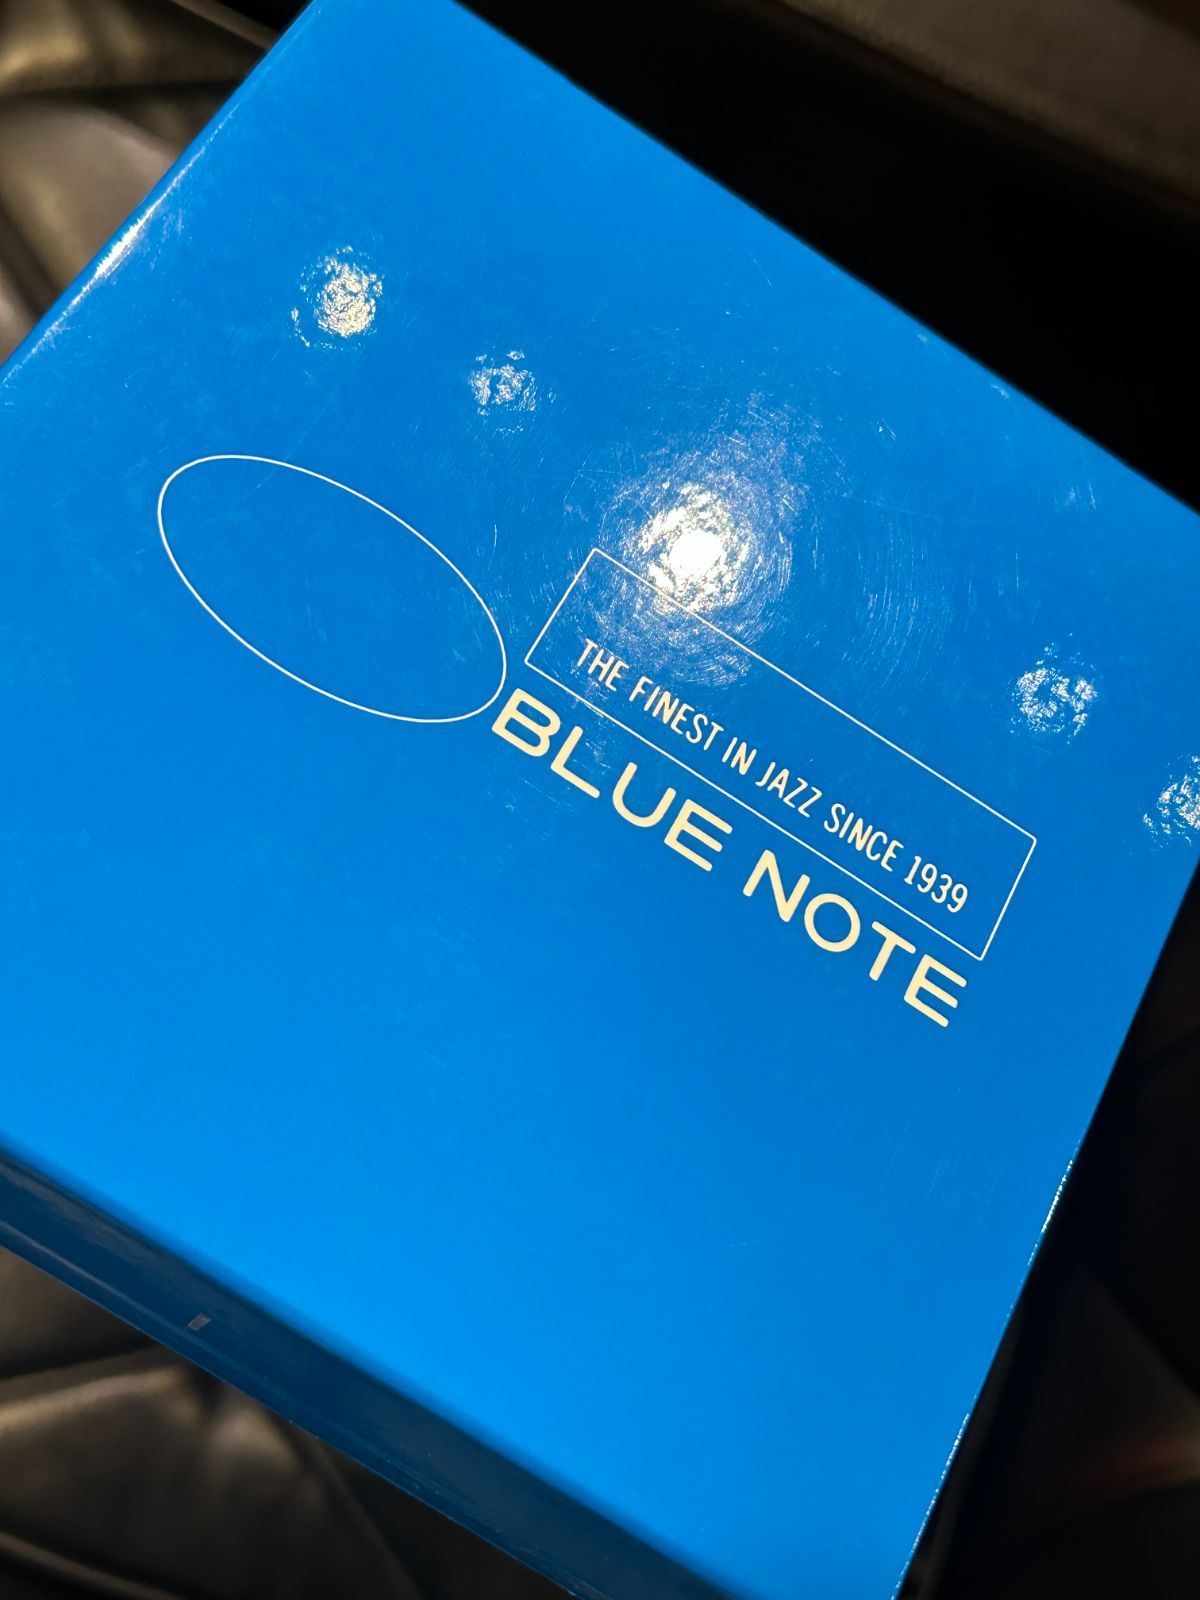 THE FINEST IN JAZZ SINCE 1939
BLUE NOTE